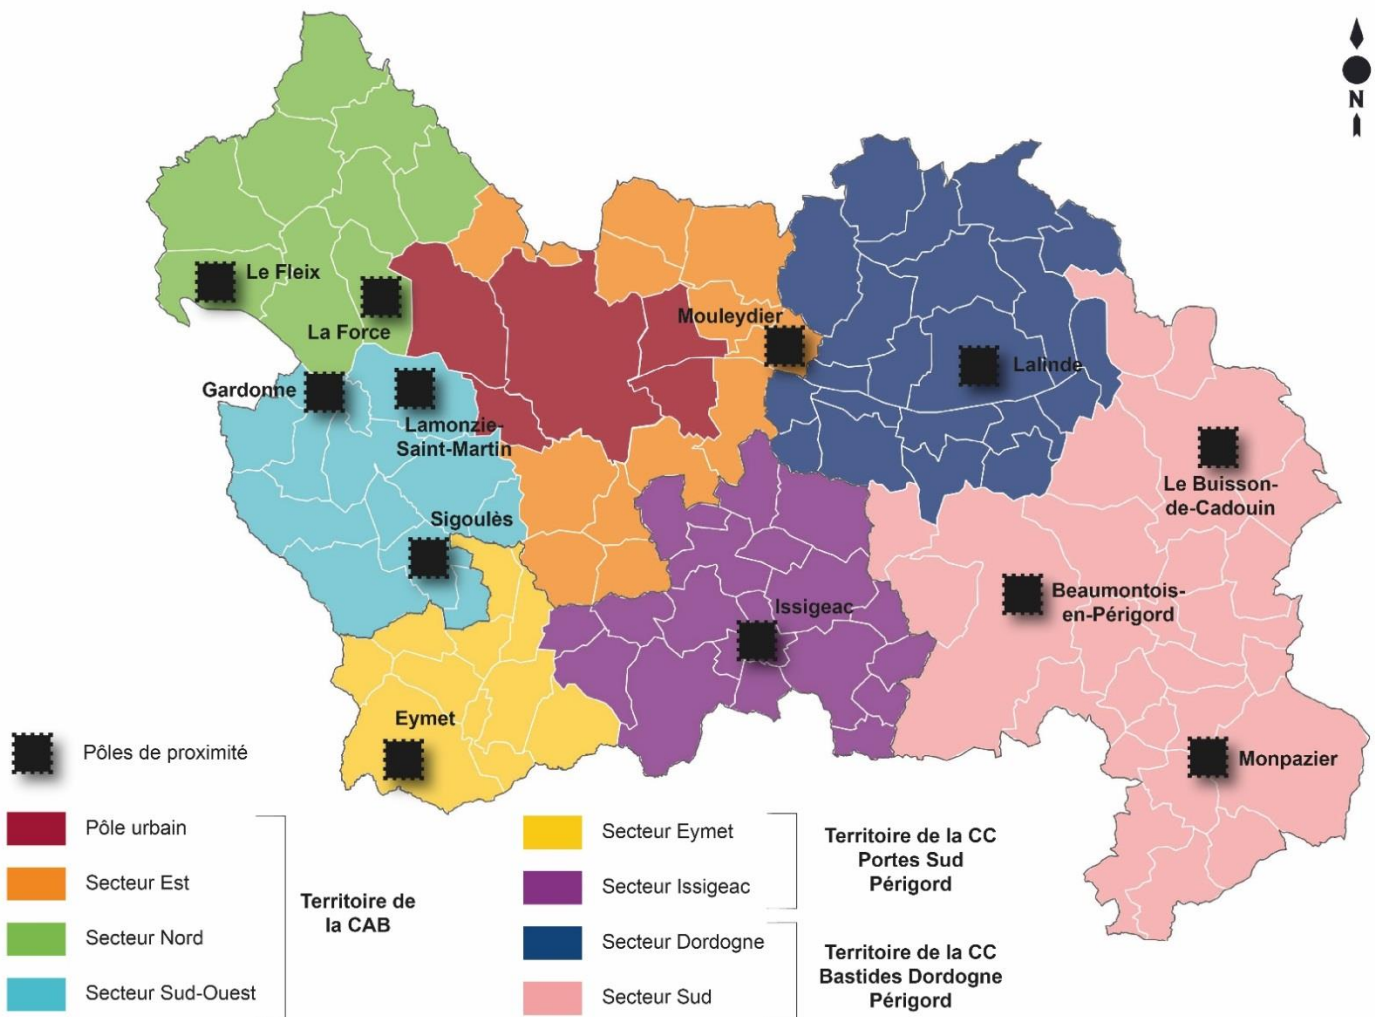 N
Le Fleix
La Force
Mouleydier
Lalinde
Gardonne
Lamonzie-
Saint-Martin
Le Buisson-
de-Cadouin
Sigoulès
Issigeac
Beaumontois-
en-Périgord
Eymet
Monpazier
Pôles de proximité
Pôle urbain
Secteur Est
Secteur Nord
Secteur Sud-Ouest
Territoire de
la CAB
Secteur Eymet
Secteur Issigeac
Territoire de la CC
Portes Sud
Périgord
Secteur Dordogne
Secteur Sud
Territoire de la CC
Bastides Dordogne
Périgord